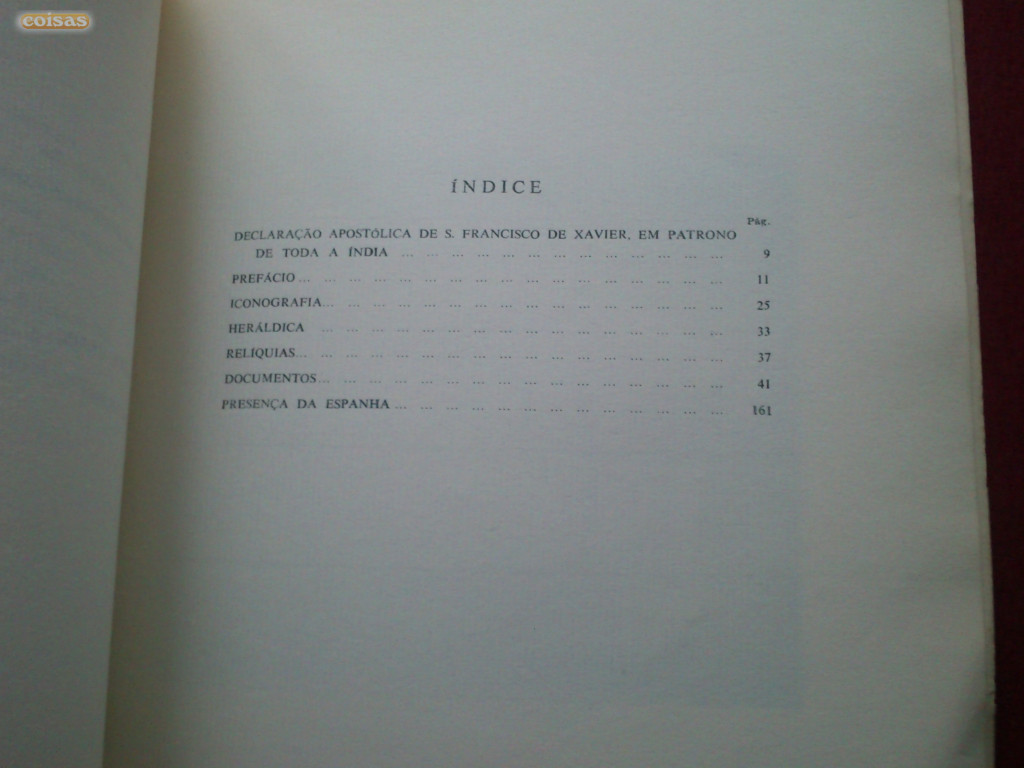 coisas
ÍNDICE
Pág.
DECLARAÇÃO APOSTÓLICA DE S. FRANCISCO DE XAVIER, EM PATRONO
DE TODA A ÍNDIA ... ... ... ... ... ... ... ... ... ... ... ... ... 9
PREFÁCIO ... ... ... ... ... ... ... ... ... ... ... ... ... ... ... ... ... 11
ICONOGRAFIA ... ... ... ... ... ... ... ... ... ... ... ... ... ... ... ... 25
HERÁLDICA ... ... ... ... ... ... ... ... ... ... ... ... ... ... ... ... 33
RELÍQUIAS ... ... ... ... ... ... ... ... ... ... ... ... ... ... ... ... ... 37
DOCUMENTOS ... ... ... ... ... ... ... ... ... ... ... ... ... ... ... ... 41
PRESENÇA DA ESPANHA ... ... ... ... ... ... ... ... ... ... ... ... ... 161